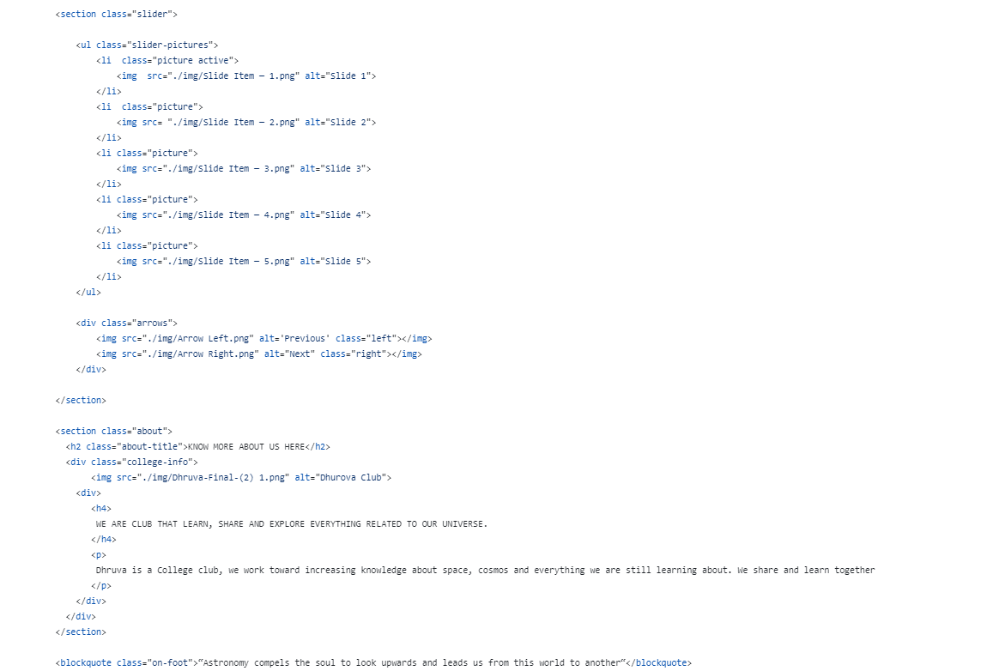 <section class="slider">
<ul class="slider-pictures">
<li  class="picture active">
<img  src="./img/Slide Item – 1.png" alt="Slide 1">
</li>
<li  class="picture">
<img src= "./img/Slide Item – 2.png" alt="Slide 2">
</li>
<li class="picture">
<img src="./img/Slide Item – 3.png" alt="Slide 3">
</li>
<li class="picture">
<img src="./img/Slide Item – 4.png" alt="Slide 4">
</li>
<li class="picture">
<img src="./img/Slide Item – 5.png" alt="Slide 5">
</li>
</ul>
<div class="arrows">
<img src="./img/Arrow Left.png" alt='Previous' class="left"></img>
<img src="./img/Arrow Right.png" alt="Next" class="right"></img>
</div>
</section>
<section class="about">
<h2 class="about-title">KNOW MORE ABOUT US HERE</h2>
<div class="college-info">
<img src="./img/Dhruva-Final-(2) 1.png" alt="Dhurova Club">
<div>
<h4>
WE ARE CLUB THAT LEARN, SHARE AND EXPLORE EVERYTHING RELATED TO OUR UNIVERSE.
</h4>
<p>
Dhruva is a College club, we work toward increasing knowledge about space, cosmos and everything we are still learning about. We share and learn together
</p>
</div>
</div>
</section>
<blockquote class="on-foot">“Astronomy compels the soul to look upwards and leads us from this world to another“</blockquote>